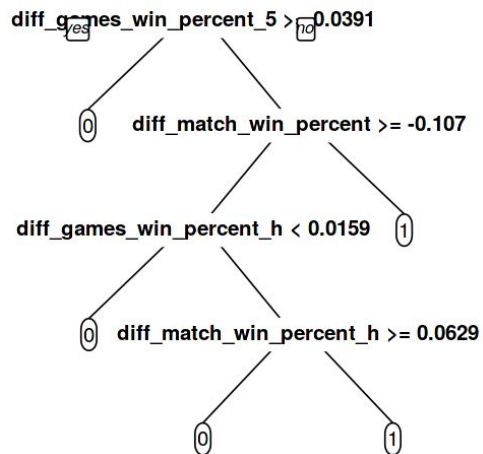 diff_games_win_percent_5 > 0.0391
yes no
0 diff_match_win_percent >= -0.107
diff_games_win_percent_h < 0.0159 1
0 diff_match_win_percent_h >= 0.0629
0 1